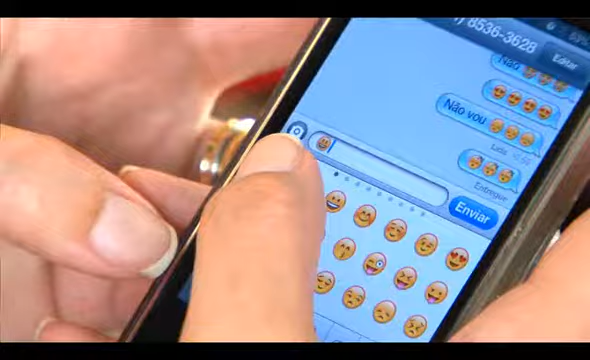 8536-3628
Editar
Não
Não vou
Lida
Entregue
Enviar